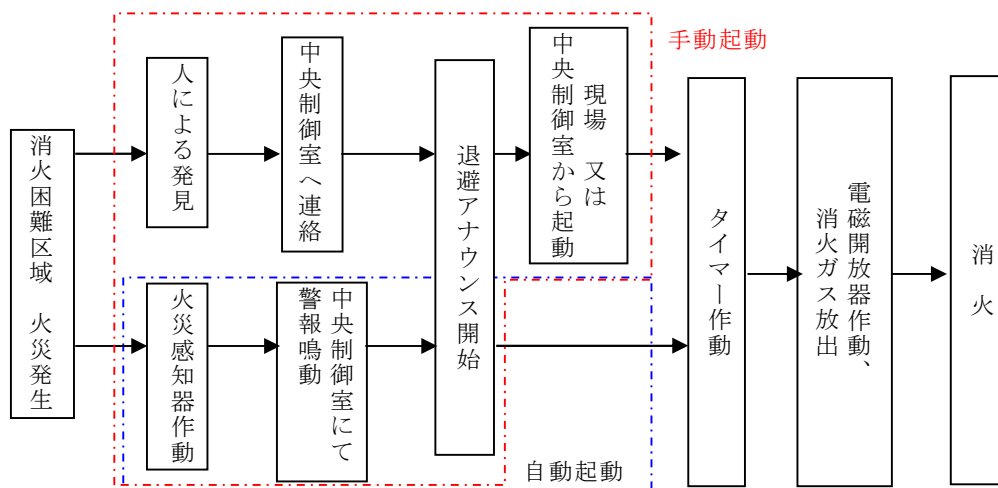 手動起動
消火困難区域　火災発生
人による発見
中央制御室へ連絡
退避アナウンス開始
現場　又は
中央制御室から起動
火災感知器作動
中央制御室にて
警報鳴動
自動起動
タイマー作動
電磁開放器作動、
消火ガス放出
消　火